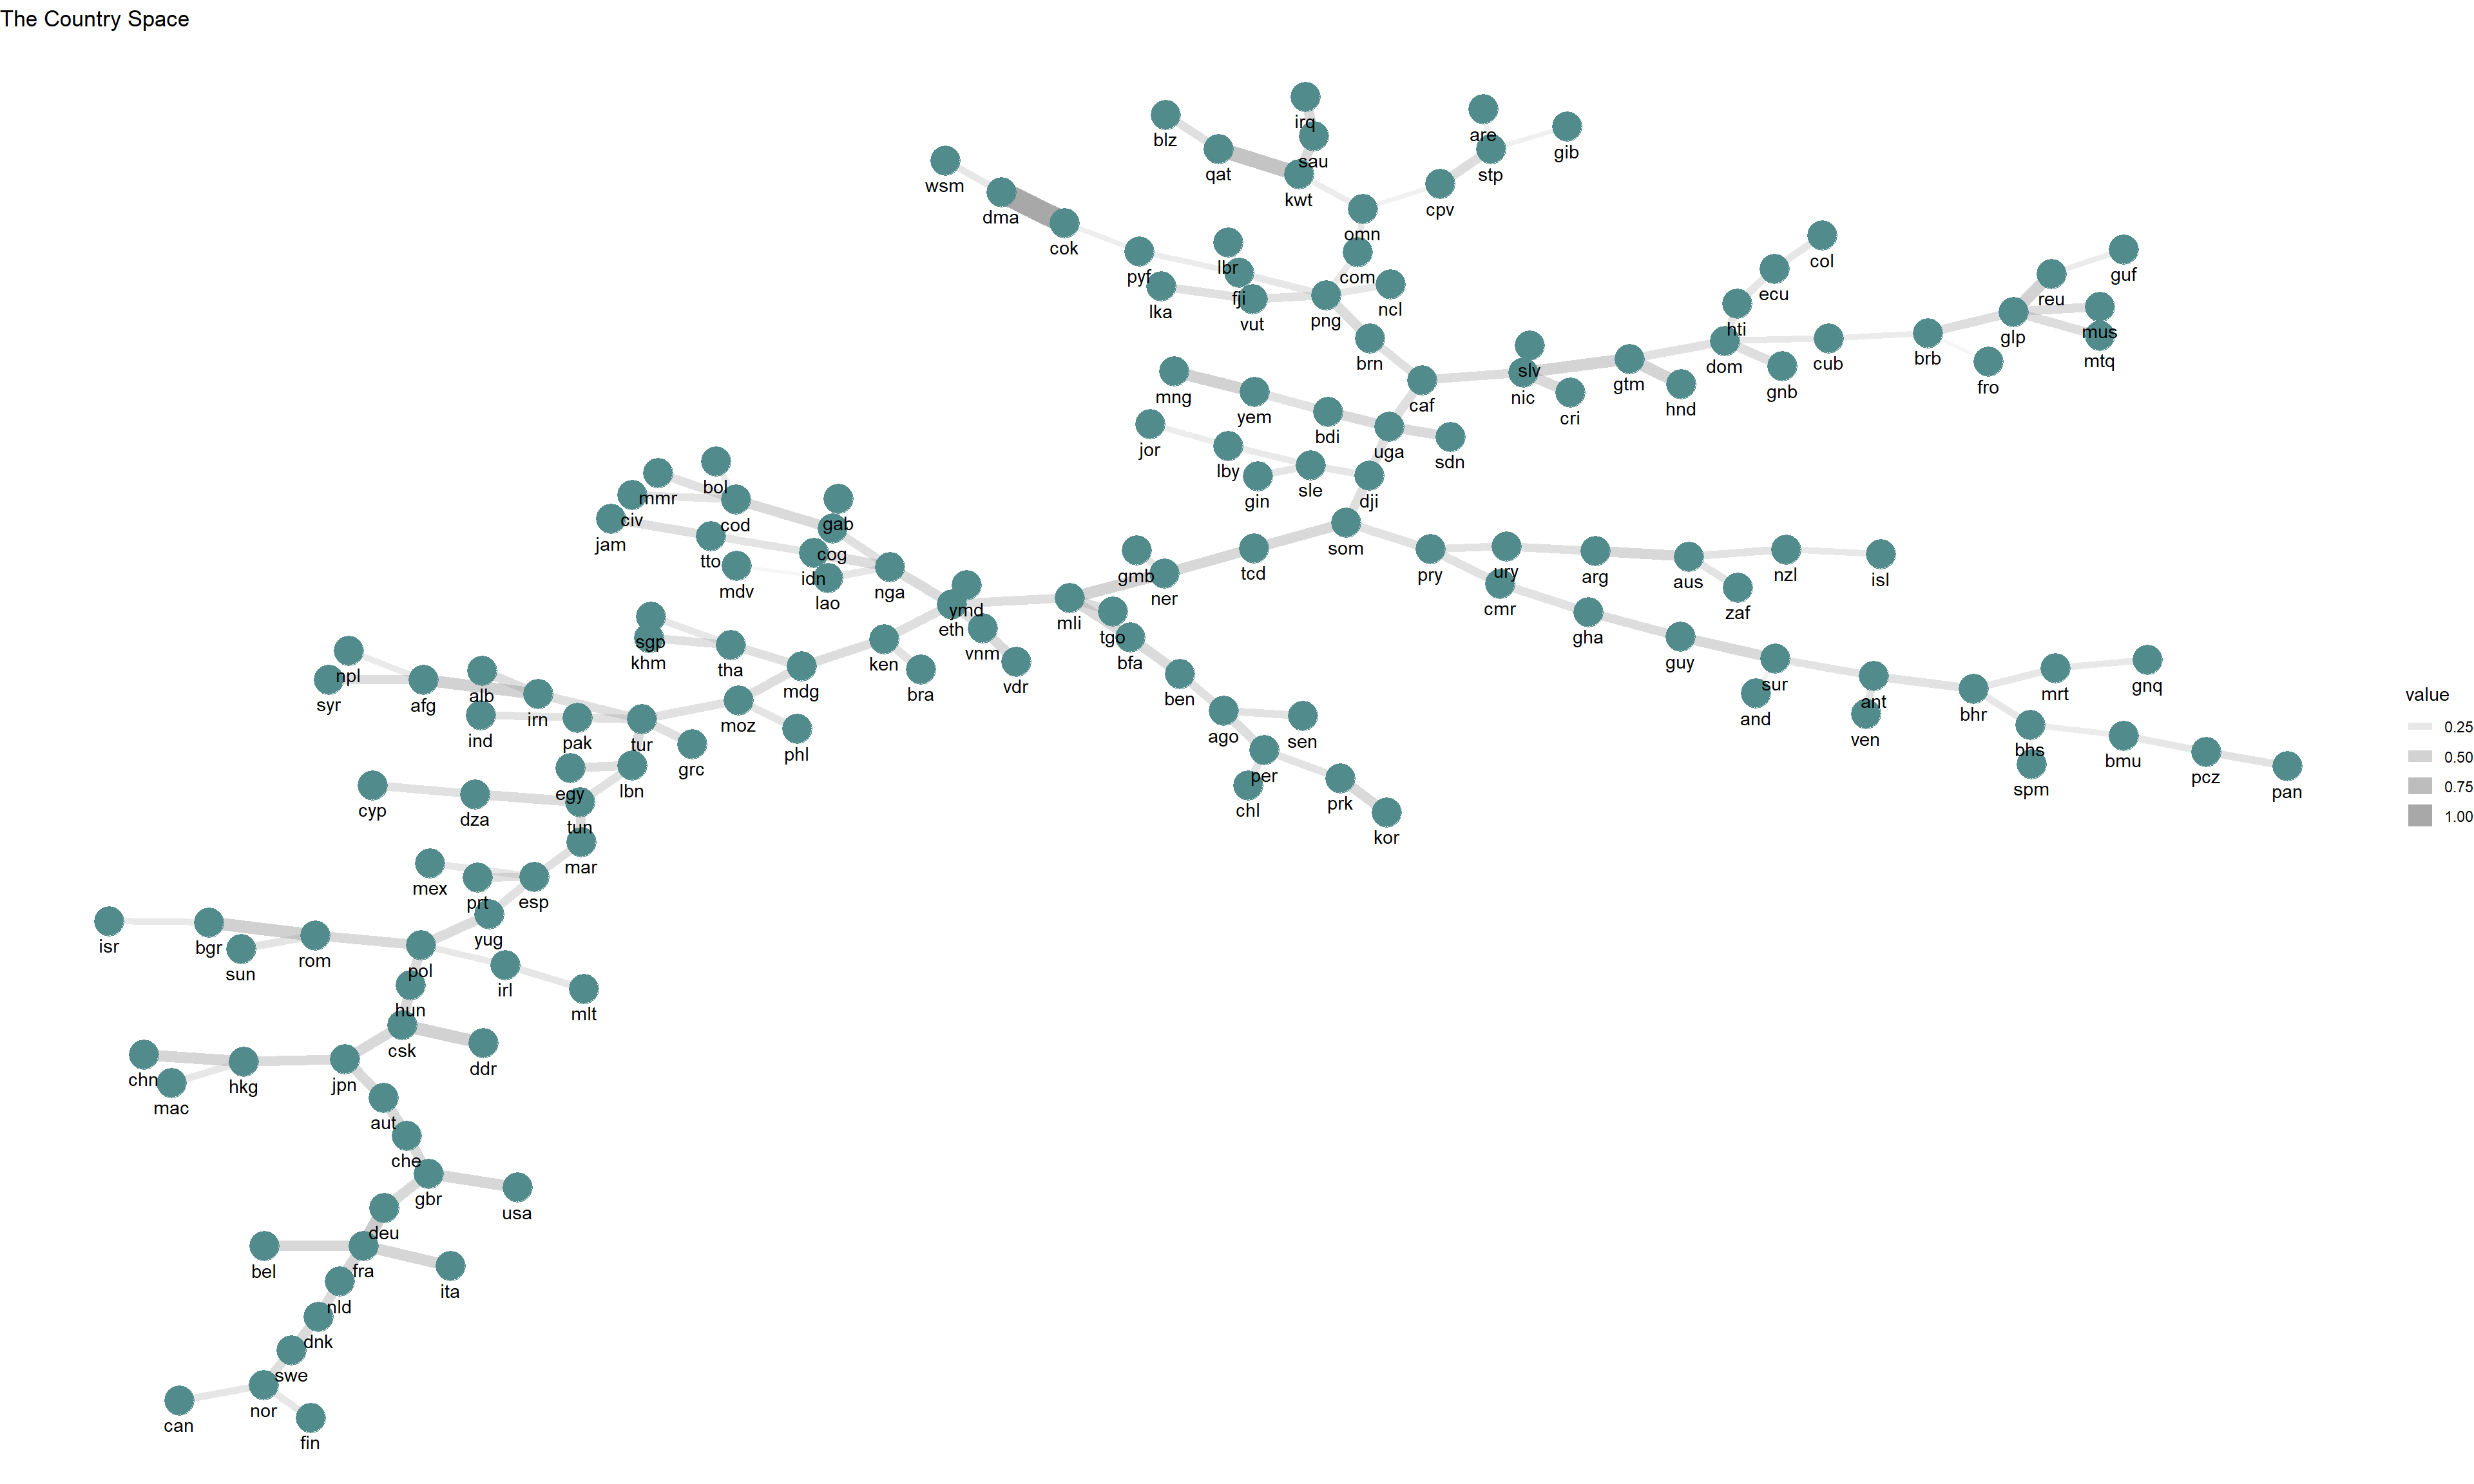 The Country Space
irq
are
blz
gib
sau
qat
stp
wsm
kwt
cpv
dma
omn
cok
col
lbr
pyf
com
guf
ecu
fji
reu
lka
ncl
vut
png
hti
mus
glp
mtq
brn
slv
dom
cub
brb
gtm
fro
gnb
mng
nic
caf
hnd
yem
cri
bdi
jor
uga
sdn
lby
bol
mmr
sle
gin
dji
civ
cod
gab
jam
som
cog
tto
idn
gmb
ury
pry
arg
mdv
lao
nga
tcd
aus
nzl
isl
ner
ymd
cmr
zaf
mli
eth
gha
tgo
sgp
khm
vnm
bfa
ken
guy
tha
npl
sur
vdr
mdg
bra
gnq
alb
mrt
syr
afg
ben
ant
value
irn
bhr
and
moz
0.25
ind
pak
tur
ago
sen
ven
phl
bhs
0.50
grc
per
bmu
pcz
0.75
lbn
egy
spm
pan
prk
chl
cyp
0.75
1.00
dza
tun
kor
mar
mex
prt
esp
yug
isr
bgr
rom
pol
sun
irl
hun
mlt
csk
ddr
chn
jpn
hkg
mac
aut
che
gbr
usa
deu
bel
fra
ita
nld
dnk
swe
nor
can
fin